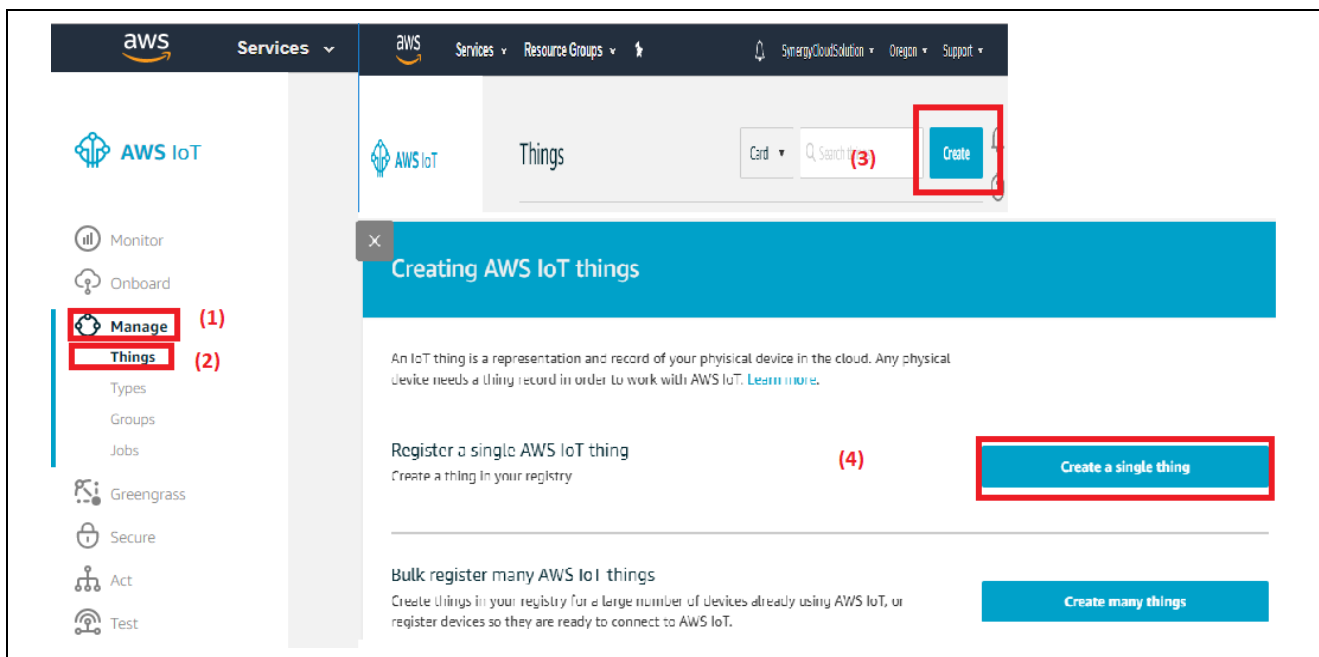 aws Services
aws Services Resource Groups SynergyCloudSolution Oregon Support
AWS IoT
AWS IoT
Things
Card
Search
(3)
Create
Monitor
Onboard
Manage
(1)
Things
(2)
Types
Groups
Jobs
Greengrass
Secure
Act
Test
Creating AWS IoT things
An IoT thing is a representation and record of your phyisical device in the cloud. Any physical
device needs a thing record in order to work with AWS IoT. Learn more.
Register a single AWS IoT thing
Create a thing in your registry
(4)
Create a single thing
Bulk register many AWS IoT things
Create things in your registry for a large number of devices already using AWS IoT, or
register devices so they are ready to connect to AWS IoT.
Create many things